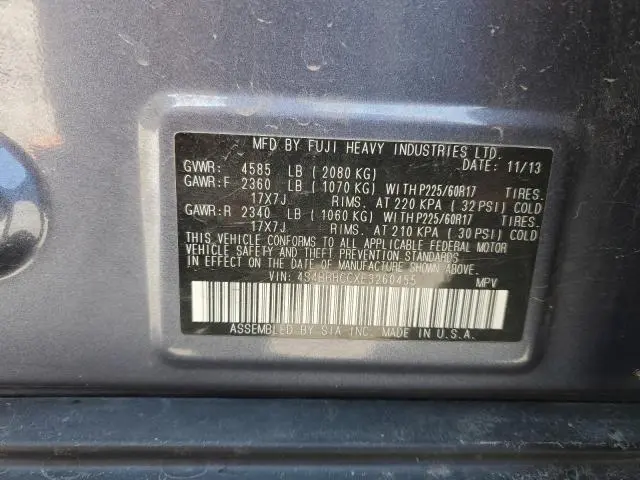 MFD BY FUJI HEAVY INDUSTRIES LTD.
GVWR: 4585 LB ( 2080 KG) DATE: 11/13
GAWR:F 2360 LB ( 1070 KG) WITH P225/60R17 TIRES.
17X7J RIMS. AT 220 KPA ( 32 PSI) COLD
GAWR:R 2340 LB ( 1060 KG) WITH P225/60R17 TIRES.
17X7J RIMS. AT 210 KPA ( 30 PSI) COLD
THIS VEHICLE CONFORMS TO ALL APPLICABLE FEDERAL MOTOR
VEHICLE SAFETY AND THEFT PREVENTION STANDARDS IN
EFFECT ON THE DATE OF MANUFACTURE SHOWN ABOVE.
VIN: 4S4BRBGCXE3260455 MPV
ASSEMBLED BY SIA INC. MADE IN U.S.A.